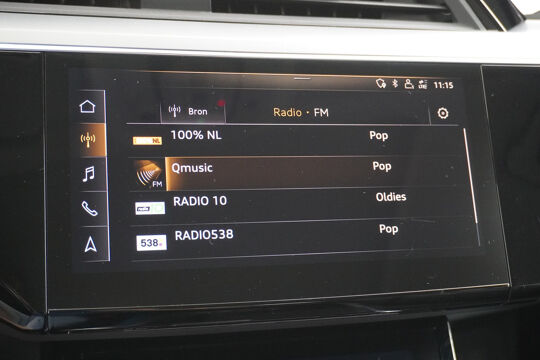 11:15
Bron
Radio · FM
100% NL
Pop
Qmusic
Pop
FM
RADIO 10
Oldies
538
RADIO538
Pop